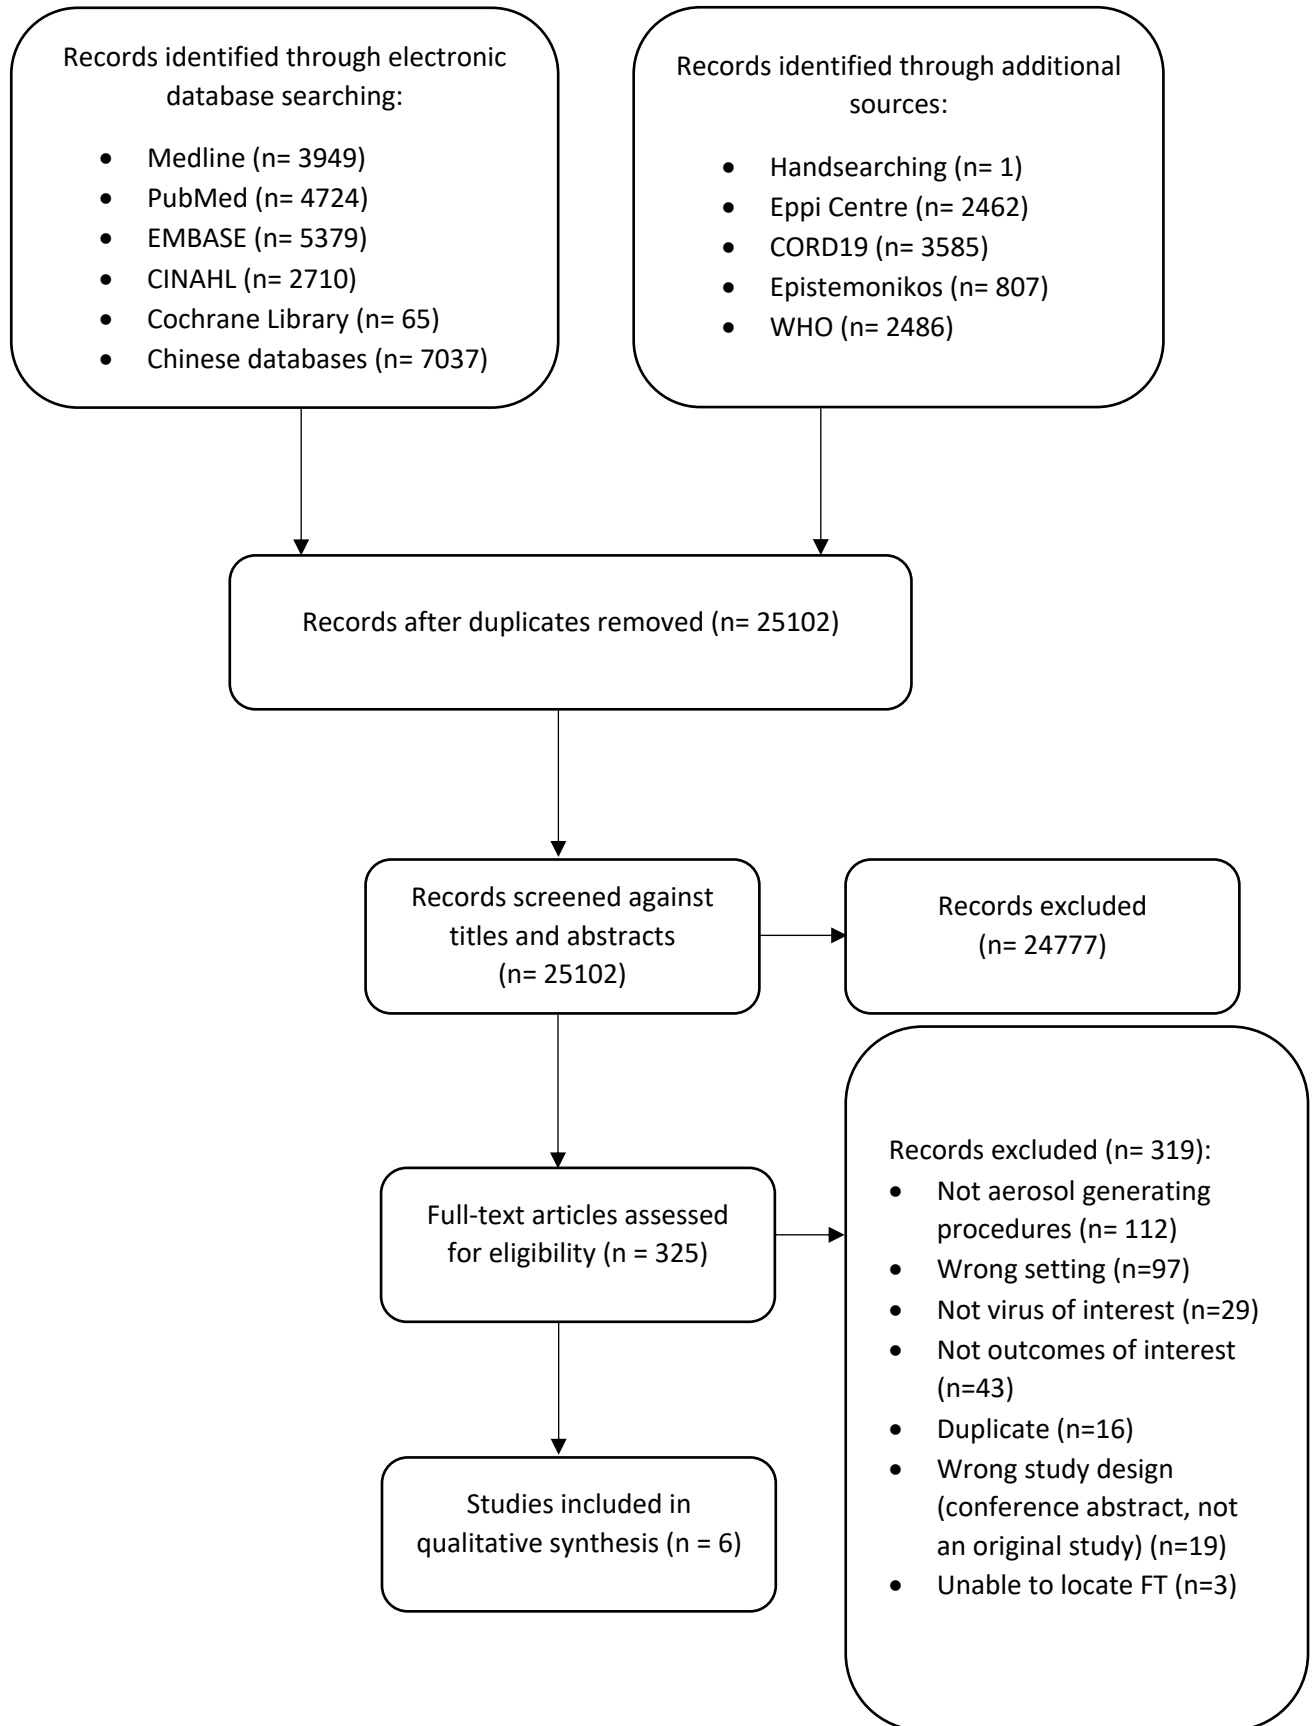 Records identified through electronic
database searching:
• Medline (n= 3949)
• PubMed (n= 4724)
• EMBASE (n= 5379)
• CINAHL (n= 2710)
• Cochrane Library (n= 65)
• Chinese databases (n= 7037)
Records identified through additional
sources:
• Handsearching (n= 1)
• Eppi Centre (n= 2462)
• CORD19 (n= 3585)
• Epistemonikos (n= 807)
• WHO (n= 2486)
Records after duplicates removed (n= 25102)
Records screened against
titles and abstracts
(n= 25102)
Records excluded
(n= 24777)
Full-text articles assessed
for eligibility (n = 325)
Records excluded (n= 319):
• Not aerosol generating
procedures (n= 112)
• Wrong setting (n=97)
• Not virus of interest (n=29)
• Not outcomes of interest
(n=43)
• Duplicate (n=16)
• Wrong study design
(conference abstract, not
an original study) (n=19)
• Unable to locate FT (n=3)
Studies included in
qualitative synthesis (n = 6)